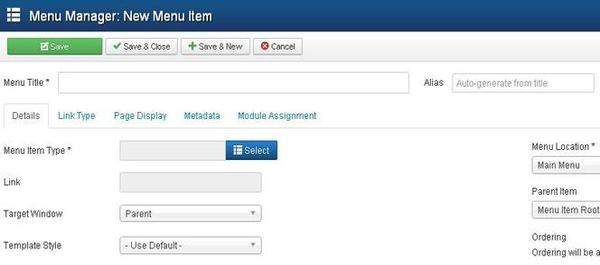 Menu Manager: New Menu Item
Save Save & Close Save & New Cancel
Menu Title * Alias Auto-generate from title
Details Link Type Page Display Metadata Module Assignment
Menu Item Type * Select Menu Location *
Main Menu
Link Parent Item
Target Window Parent Menu Item Root
Ordering
Template Style - Use Default - Ordering will be a